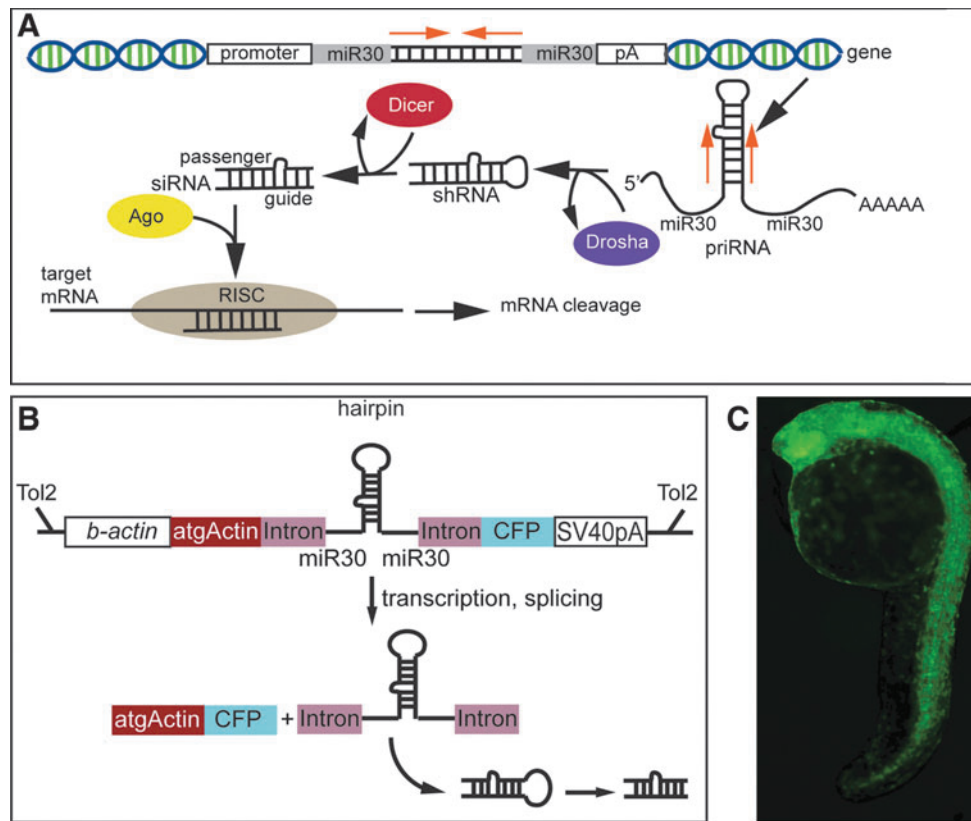 A
promoter miR30 miR30 pA gene
Dicer
passenger
siRNA
guide
shRNA
5'
miR30 miR30 AAAAA
priRNA
Ago
Drosha
target
mRNA
RISC
mRNA cleavage
B
hairpin
Tol2 Tol2
b-actin atgActin Intron Intron CFP SV40pA
miR30 miR30
transcription, splicing
atgActin CFP + Intron Intron
C